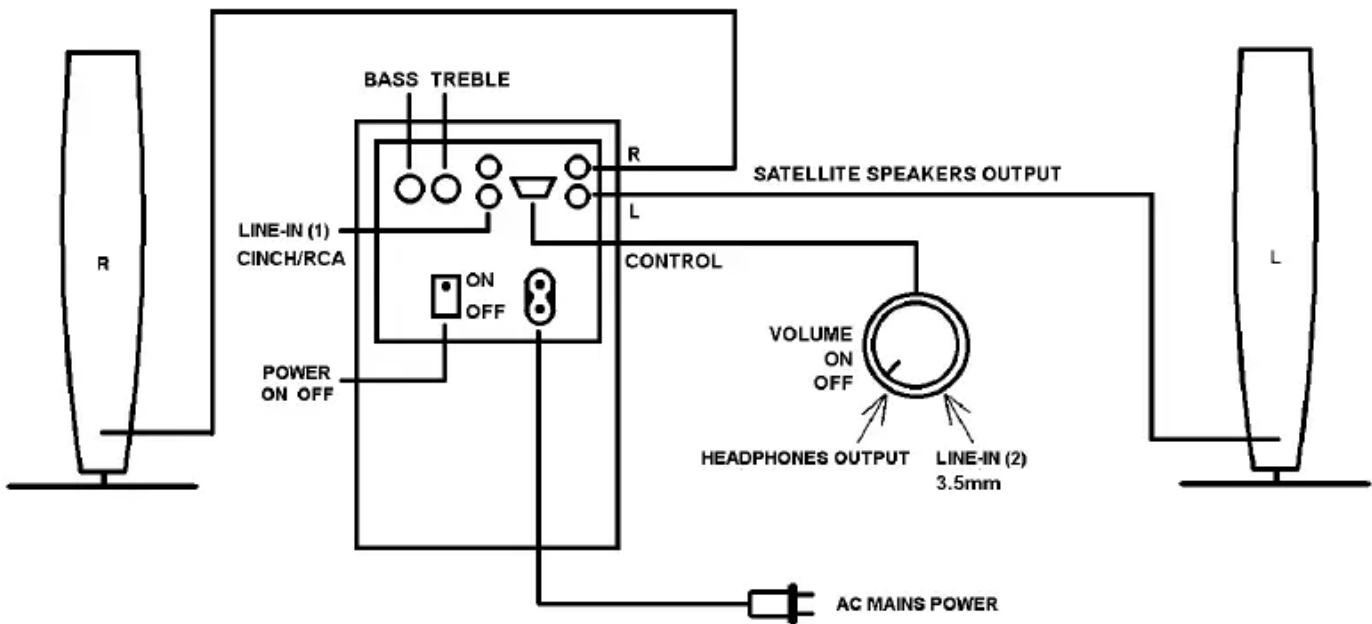 BASS TREBLE
R
SATELLITE SPEAKERS OUTPUT
L
LINE-IN (1)
CINCH/RCA
CONTROL
R
L
ON
OFF
VOLUME
ON
OFF
POWER
ON OFF
HEADPHONES OUTPUT
LINE-IN (2)
3.5mm
AC MAINS POWER